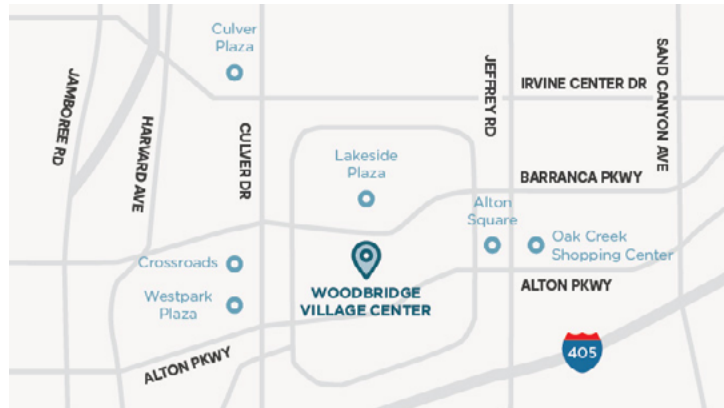 Culver
Plaza
JAMBOREE RD
HARVARD AVE
CULVER DR
JEFFREY RD
IRVINE CENTER DR
SAND CANYON AVE
Lakeside
Plaza
BARRANCA PKWY
Alton
Square
Oak Creek
Shopping Center
Crossroads
Westpark
Plaza
WOODBRIDGE
VILLAGE CENTER
ALTON PKWY
ALTON PKWY
405